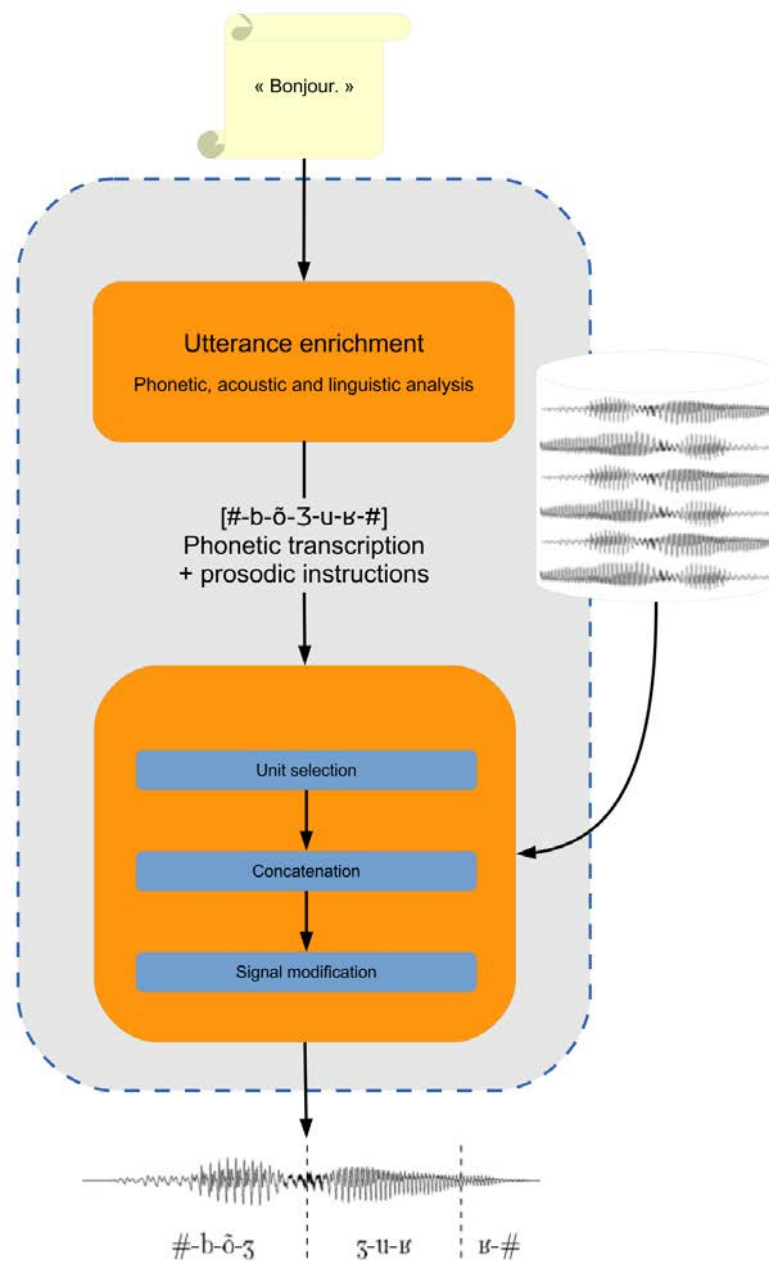 « Bonjour. »
Utterance enrichment
Phonetic, acoustic and linguistic analysis
[#-b-õ-Ʒ-u-ʁ-#]
Phonetic transcription
+ prosodic instructions
Unit selection
Concatenation
Signal modification
#-b-õ-ʒ ʒ-u-ʁ ʁ-#